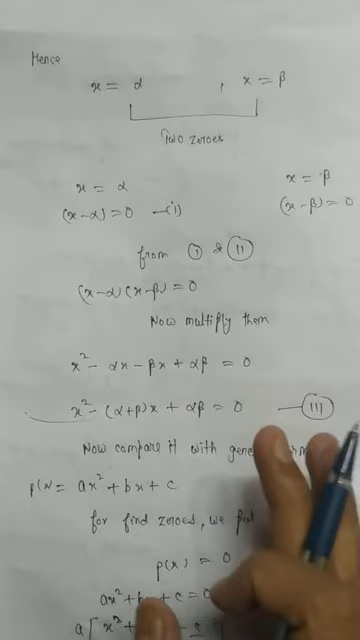 Hence
x = α , x = β
Two zeroes
x = α x = β
(x-α) = 0 —(i) (x-β) = 0
from (I) & (II)
(x-α)(x-β) = 0
Now multiply them
x² - αx - βx + αβ = 0
x² - (α+β)x + αβ = 0 —(III)
Now compare it with
p(x) = ax² + bx + c
for find zeroes, we put
p(x) = 0
ax² + + c = 0
a[x² +